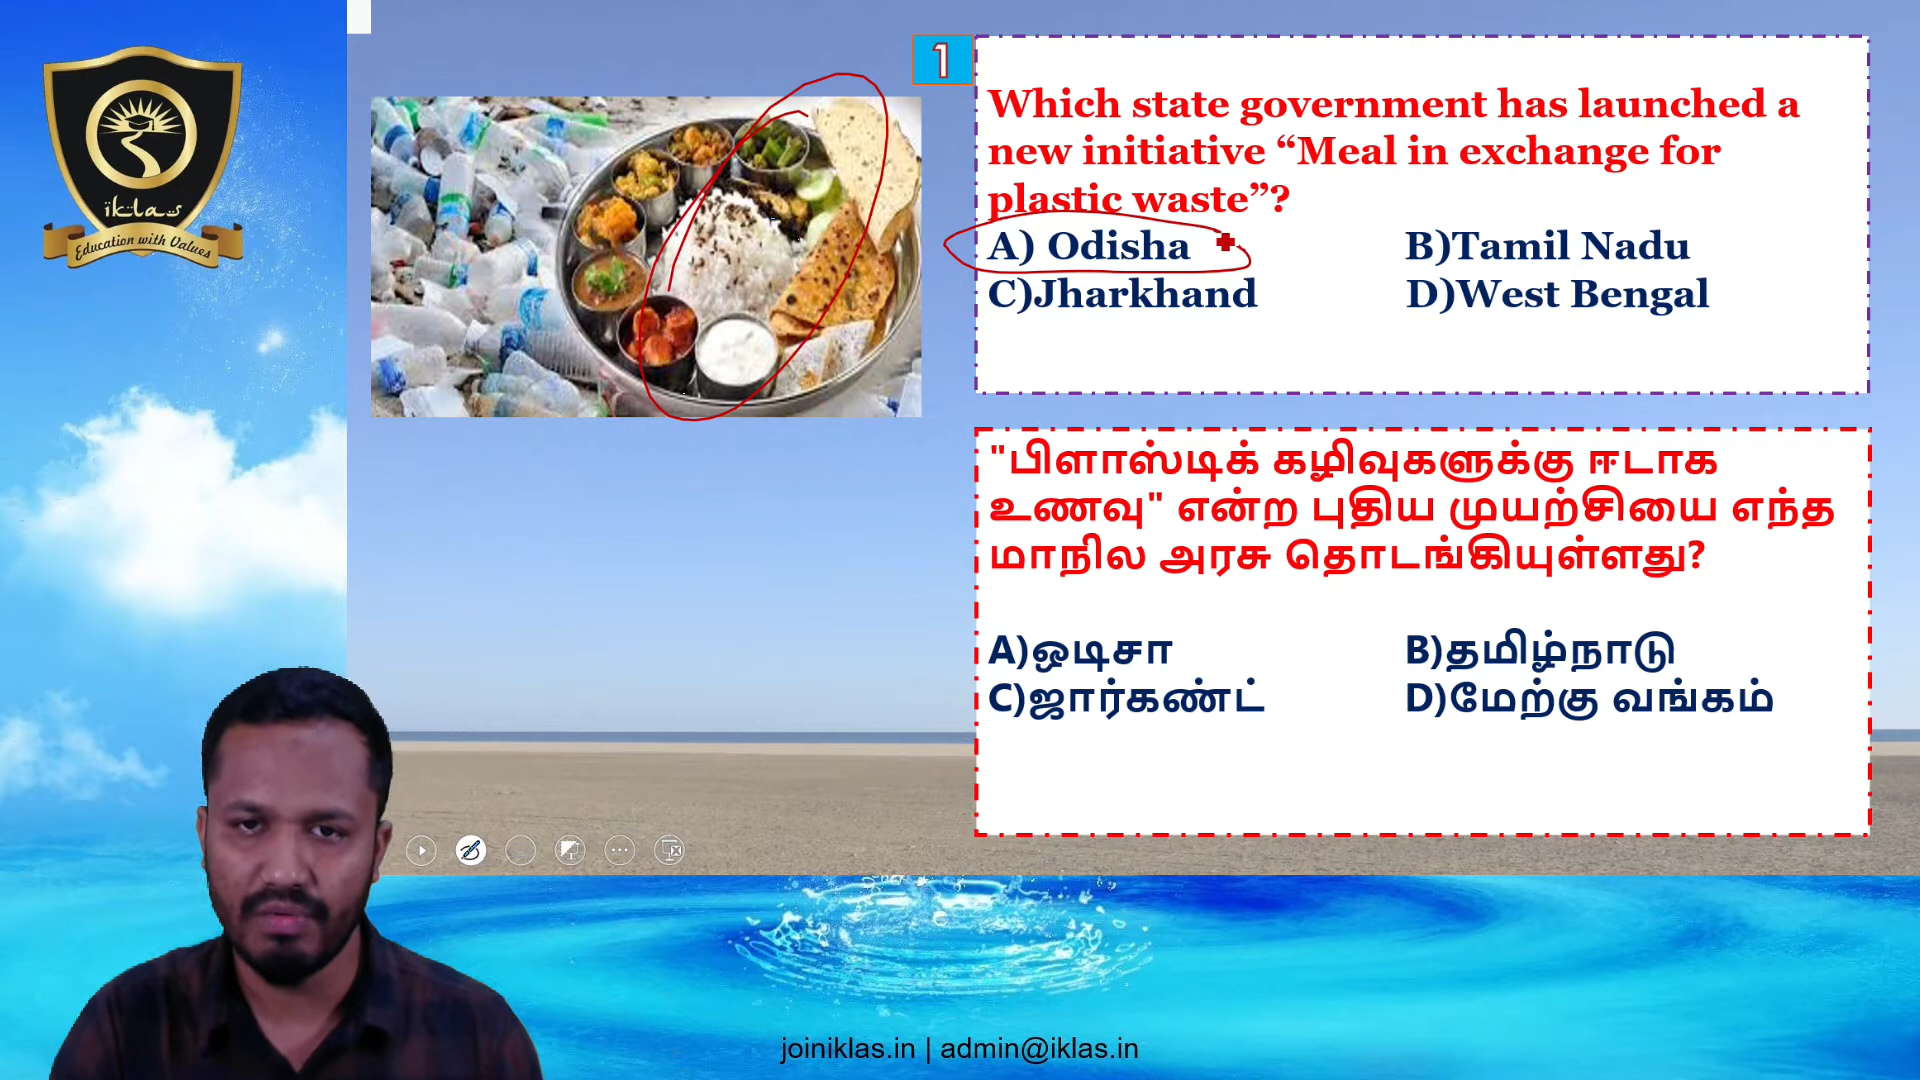 iklas
Education with Values
1
Which state government has launched a
new initiative “Meal in exchange for
plastic waste”?
A) Odisha B)Tamil Nadu
C)Jharkhand D)West Bengal
"பிளாஸ்டிக் கழிவுகளுக்கு ஈடாக
உணவு" என்ற புதிய முயற்சியை எந்த
மாநில அரசு தொடங்கியுள்ளது?
A)ஒடிசா B)தமிழ்நாடு
C)ஜார்கண்ட் D)மேற்கு வங்கம்
joiniklas.in | admin@iklas.in